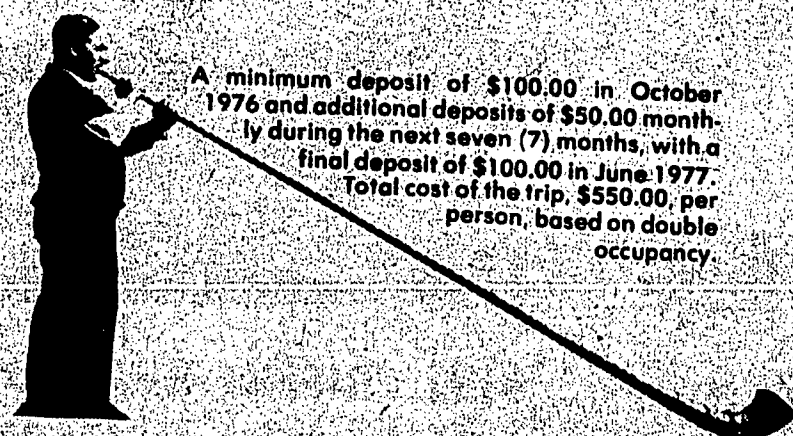 A minimum deposit of $100.00 in October
1976 and additional deposits of $50.00 month-
ly during the next seven (7) months, with a
final deposit of $100.00 in June 1977.
Total cost of the trip, $550.00, per
person, based on double
occupancy.